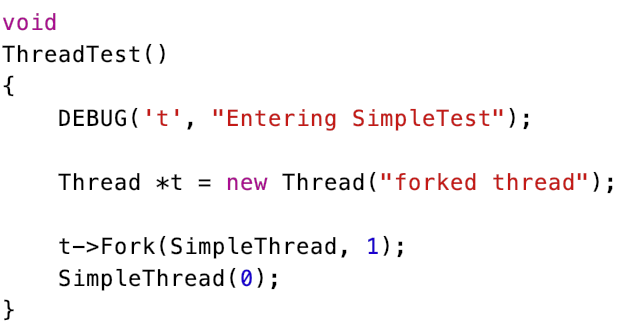 void
ThreadTest()
{
    DEBUG('t', "Entering SimpleTest");

    Thread *t = new Thread("forked thread");

    t->Fork(SimpleThread, 1);
    SimpleThread(0);
}